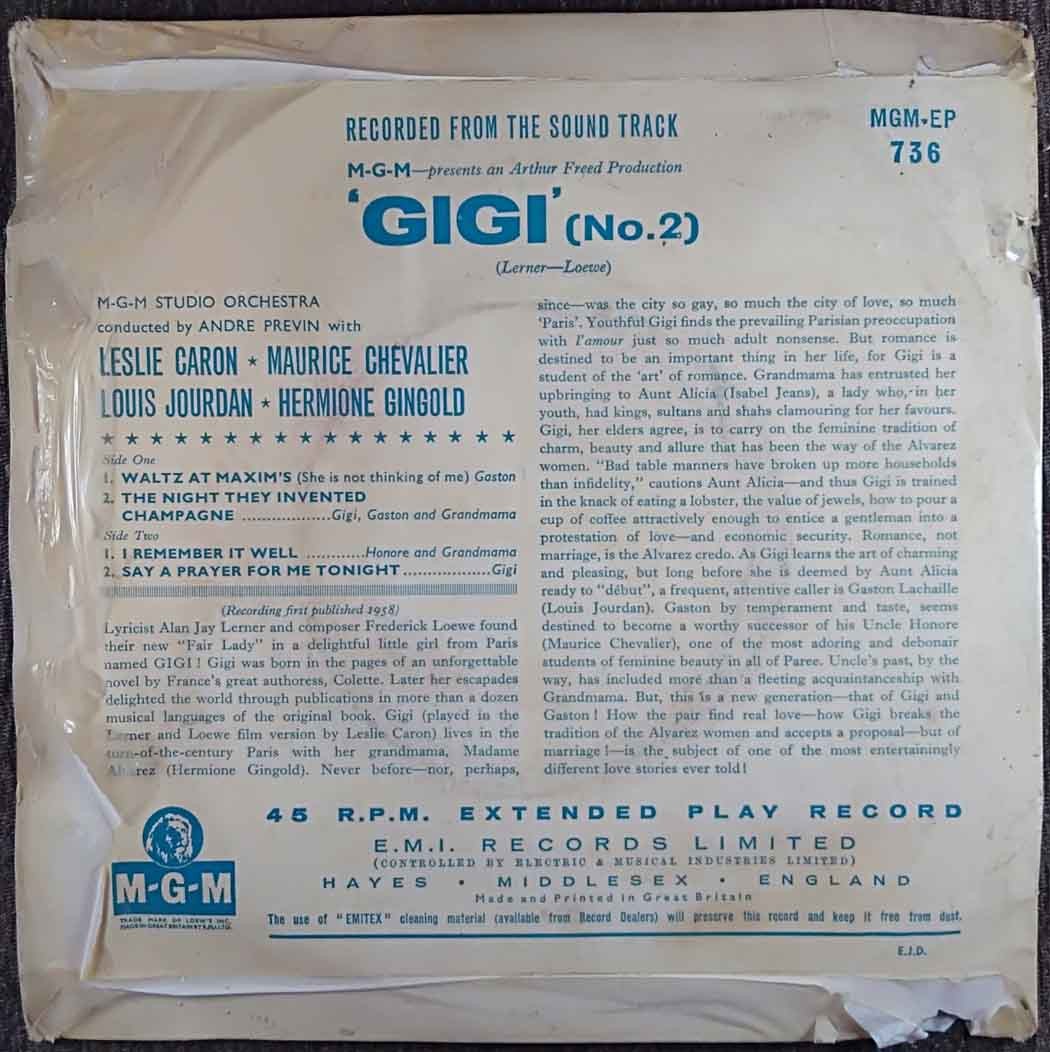 RECORDED FROM THE SOUND TRACK
MGM-EP
736
M-G-M—presents an Arthur Freed Production
'GIGI' (No.2)
(Lerner—Loewe)
M-G-M STUDIO ORCHESTRA
conducted by ANDRE PREVIN with
LESLIE CARON ★ MAURICE CHEVALIER
LOUIS JOURDAN ★ HERMIONE GINGOLD
★ ★ ★ ★ ★ ★ ★ ★ ★ ★ ★ ★ ★ ★ ★ ★ ★
Side One
1. WALTZ AT MAXIM'S (She is not thinking of me) Gaston
2. THE NIGHT THEY INVENTED
CHAMPAGNE ..................Gigi, Gaston and Grandmama
Side Two
1. I REMEMBER IT WELL ............Honore and Grandmama
2. SAY A PRAYER FOR ME TONIGHT.................Gigi
(Recording first published 1958)
Lyricist Alan Jay Lerner and composer Frederick Loewe found
their new "Fair Lady" in a delightful little girl from Paris
named GIGI! Gigi was born in the pages of an unforgettable
novel by France's great authoress, Colette. Later her escapades
delighted the world through publications in more than a dozen
musical languages of the original book. Gigi (played in the
Lerner and Loewe film version by Leslie Caron) lives in the
turn-of-the-century Paris with her grandmama, Madame
Alvarez (Hermione Gingold). Never before—nor, perhaps,
since—was the city so gay, so much the city of love, so much
'Paris'. Youthful Gigi finds the prevailing Parisian preoccupation
with l'amour just so much adult nonsense. But romance is
destined to be an important thing in her life, for Gigi is a
student of the 'art' of romance. Grandmama has entrusted her
upbringing to Aunt Alicia (Isabel Jeans), a lady who, in her
youth, had kings, sultans and shahs clamouring for her favours.
Gigi, her elders agree, is to carry on the feminine tradition of
charm, beauty and allure that has been the way of the Alvarez
women. "Bad table manners have broken up more households
than infidelity," cautions Aunt Alicia—and thus Gigi is trained
in the knack of eating a lobster, the value of jewels, how to pour a
cup of coffee attractively enough to entice a gentleman into a
protestation of love—and economic security. Romance, not
marriage, is the Alvarez credo. As Gigi learns the art of charming
and pleasing, but long before she is deemed by Aunt Alicia
ready to "début", a frequent, attentive caller is Gaston Lachaille
(Louis Jourdan). Gaston by temperament and taste, seems
destined to become a worthy successor of his Uncle Honore
(Maurice Chevalier), one of the most adoring and debonair
students of feminine beauty in all of Paree. Uncle's past, by the
way, has included more than a fleeting acquaintanceship with
Grandmama. But, this is a new generation—that of Gigi and
Gaston! How the pair find real love—how Gigi breaks the
tradition of the Alvarez women and accepts a proposal—but of
marriage!—is the subject of one of the most entertainingly
different love stories ever told!
45 R.P.M. EXTENDED PLAY RECORD
E.M.I. RECORDS LIMITED
(CONTROLLED BY ELECTRIC & MUSICAL INDUSTRIES LIMITED)
HAYES • MIDDLESEX • ENGLAND
Made and Printed in Great Britain
The use of "EMITEX" cleaning material (available from Record Dealers) will preserve this record and keep it free from dust.
M-G-M
TRADE MARK OF LOEW'S INC.
MADE IN GREAT BRITAIN BY E.M.I. LTD.
E.J.D.